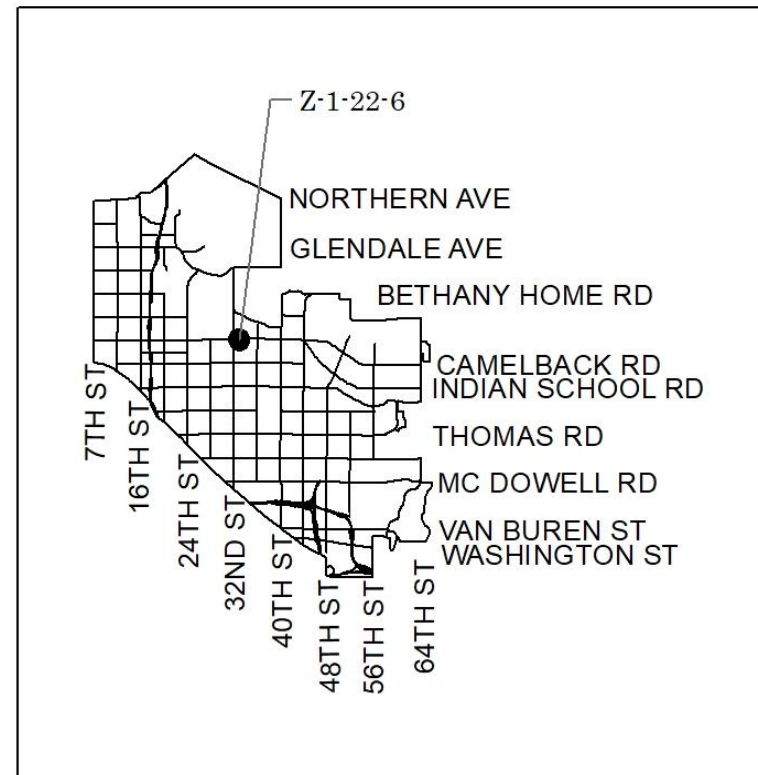 Z-1-22-6
NORTHERN AVE
GLENDALE AVE
BETHANY HOME RD
CAMELBACK RD
INDIAN SCHOOL RD
THOMAS RD
MC DOWELL RD
VAN BUREN ST
WASHINGTON ST
7TH ST
16TH ST
24TH ST
32ND ST
40TH ST
48TH ST
56TH ST
64TH ST